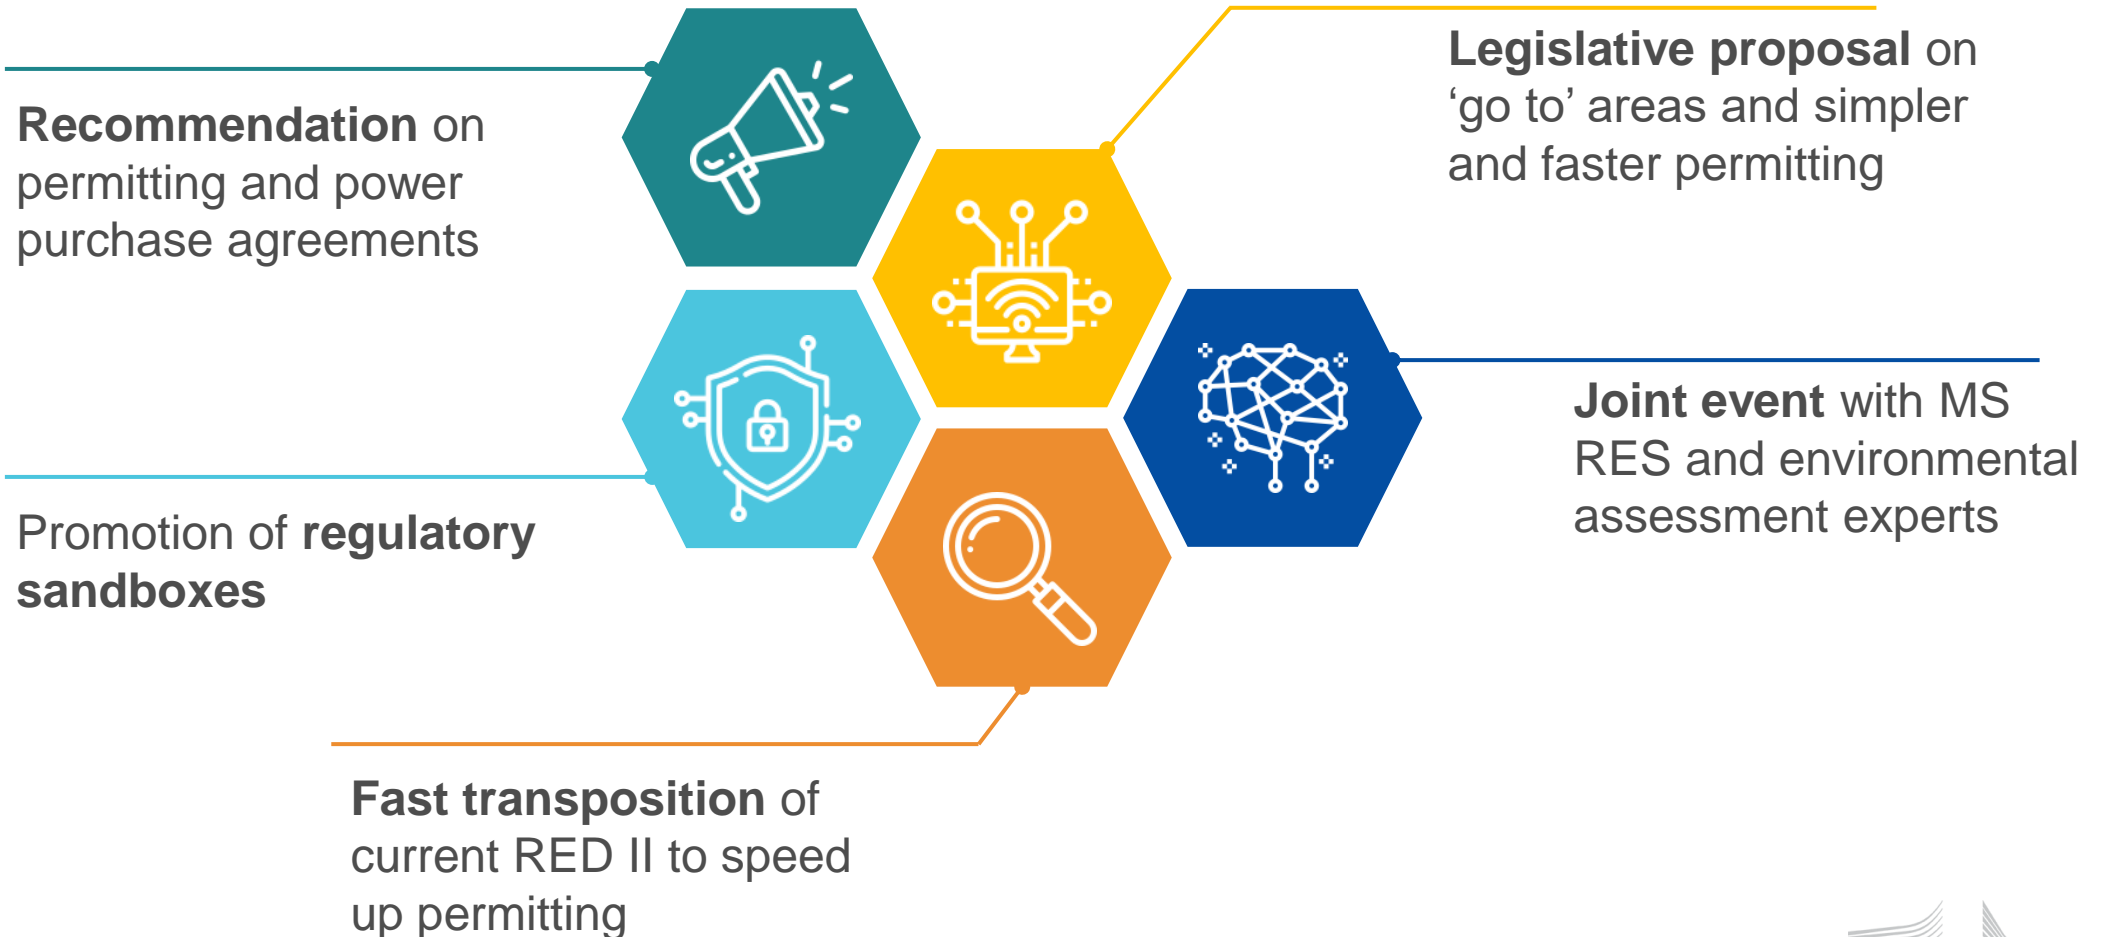 Recommendation on
permitting and power
purchase agreements
Legislative proposal on
‘go to’ areas and simpler
and faster permitting
Joint event with MS
RES and environmental
assessment experts
Promotion of regulatory
sandboxes
Fast transposition of
current RED II to speed
up permitting